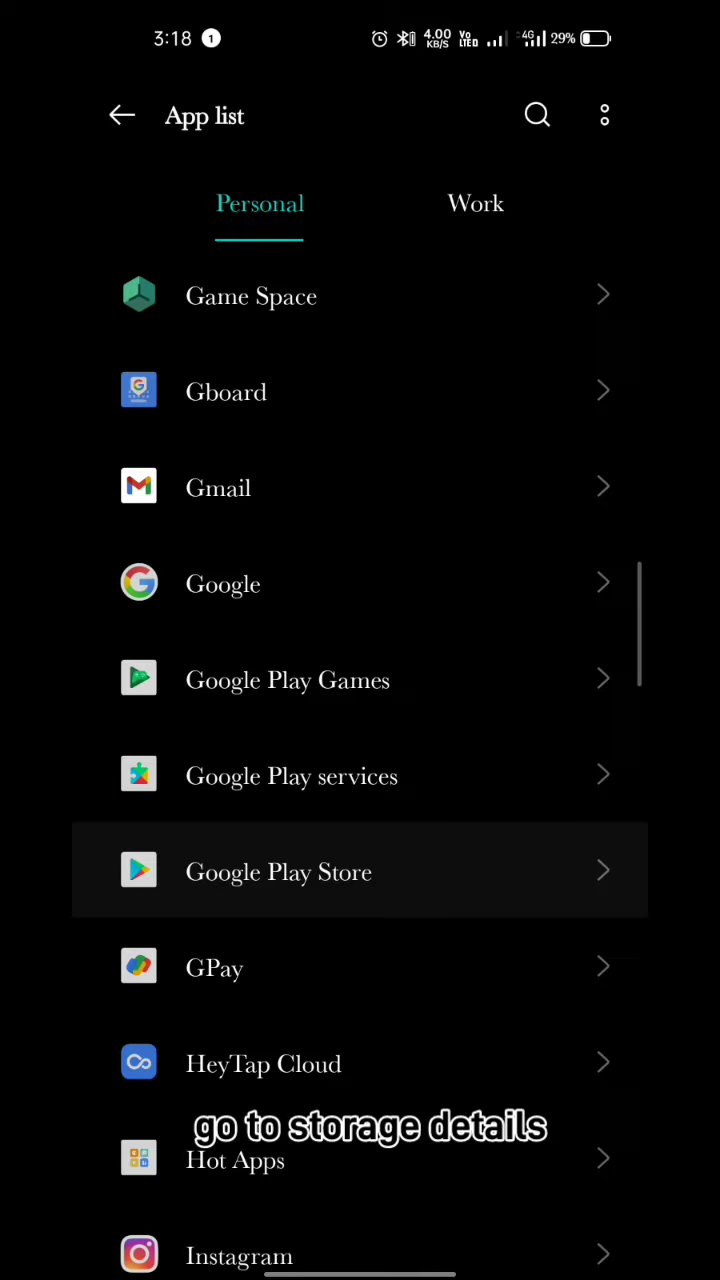 3:18 1 4.00 KB/S Vo LTED 4G 29%
App list
Personal Work
Game Space
Gboard
Gmail
Google
Google Play Games
Google Play services
Google Play Store
GPay
HeyTap Cloud
go to storage details
Hot Apps
Instagram